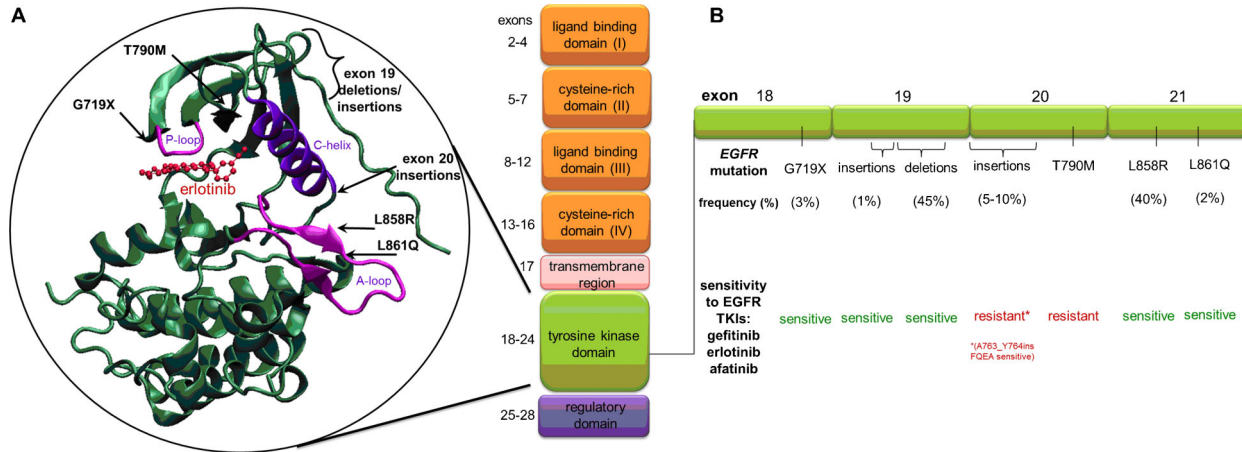 A
T790M
G719X
exon 19
deletions/
insertions
P-loop
C-helix
erlotinib
exon 20
insertions
L858R
L861Q
A-loop
exons
2-4
ligand binding
domain (I)
5-7
cysteine-rich
domain (II)
8-12
ligand binding
domain (III)
13-16
cysteine-rich
domain (IV)
17
transmembrane
region
18-24
tyrosine kinase
domain
25-28
regulatory
domain
B
exon 18 19 20 21
EGFR
mutation
G719X insertions deletions insertions T790M L858R L861Q
frequency (%) (3%) (1%) (45%) (5-10%) (40%) (2%)
sensitivity
to EGFR
TKIs:
gefitinib
erlotinib
afatinib
sensitive sensitive sensitive resistant* resistant sensitive sensitive
*(A763_Y764ins
FQEA sensitive)